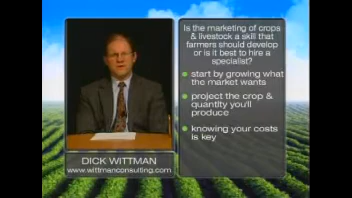 Is the marketing of crops
& livestock a skill that
farmers should develop
or is it best to hire a
specialist?
start by growing what
the market wants
project the crop &
quantity you'll
produce
knowing your costs
is key
DICK WITTMAN
www.wittmanconsulting.com